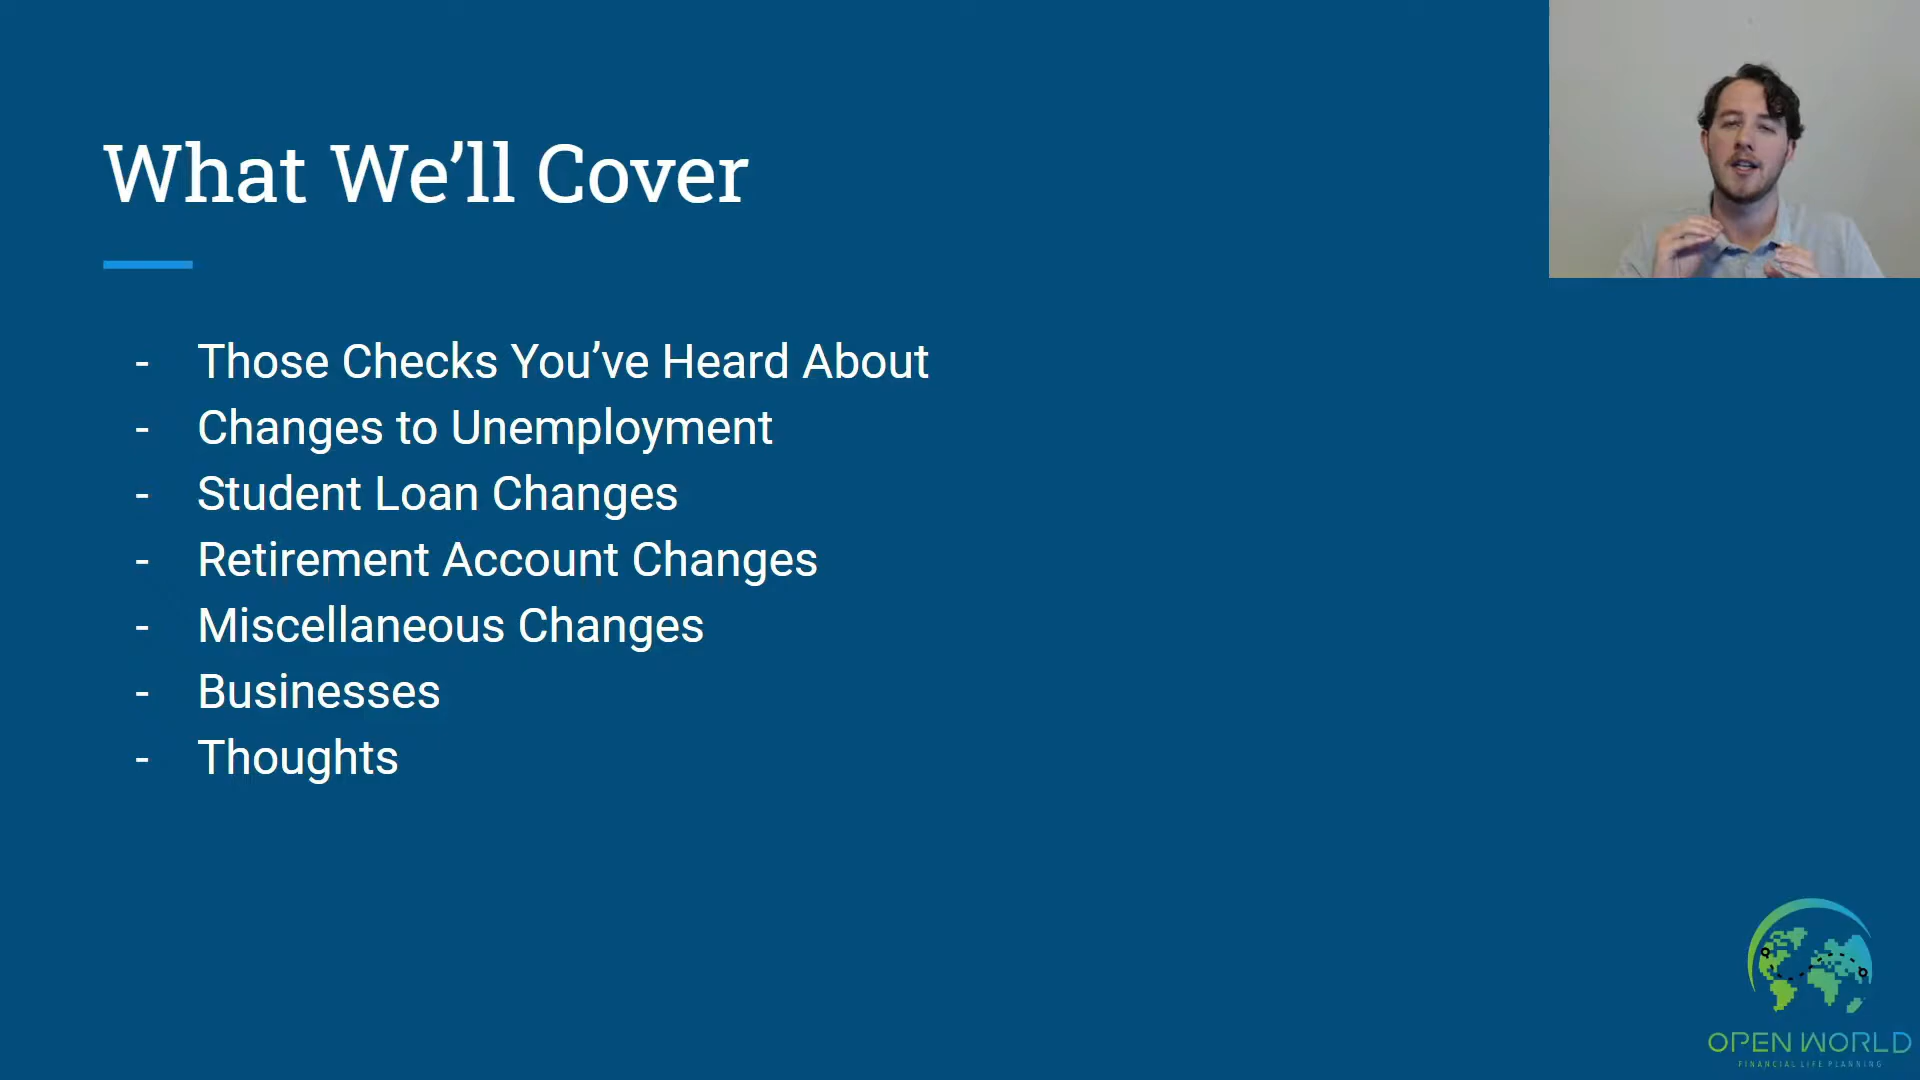 What We’ll Cover
- Those Checks You’ve Heard About
- Changes to Unemployment
- Student Loan Changes
- Retirement Account Changes
- Miscellaneous Changes
- Businesses
- Thoughts
OPEN WORLD
FINANCIAL LIFE PLANNING